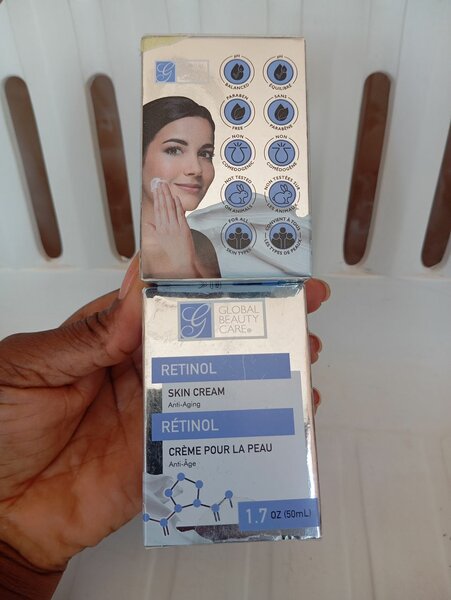 G
pH
BALANCED
pH
ÉQUILIBRÉ
PARABEN
FREE
SANS
PARABÈNE
NON
COMEDOGENIC
NON
COMÉDOGÈNE
NOT TESTED
ON ANIMALS
NON TESTÉES SUR
LES ANIMAUX
FOR ALL
SKIN TYPES
CONVIENT À TOUS
LES TYPES DE PEAUX
G
GLOBAL
BEAUTY
CARE®
RETINOL
SKIN CREAM
Anti-Aging
RÉTINOL
CRÈME POUR LA PEAU
Anti-Âge
1.7 OZ (50mL)